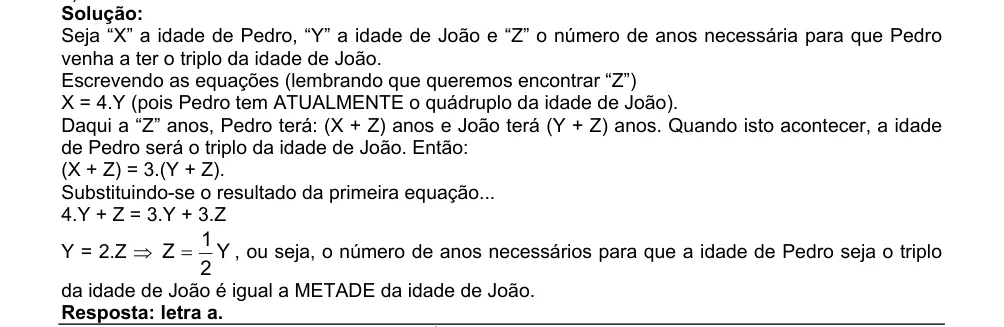 Solução:
Seja “X” a idade de Pedro, “Y” a idade de João e “Z” o número de anos necessária para que Pedro
venha a ter o triplo da idade de João.
Escrevendo as equações (lembrando que queremos encontrar “Z”)
X = 4.Y (pois Pedro tem ATUALMENTE o quádruplo da idade de João).
Daqui a “Z” anos, Pedro terá: (X + Z) anos e João terá (Y + Z) anos. Quando isto acontecer, a idade
de Pedro será o triplo da idade de João. Então:
(X + Z) = 3.(Y + Z).
Substituindo-se o resultado da primeira equação...
4.Y + Z = 3.Y + 3.Z
Y = 2.Z ⇒ Z = 1/2 Y , ou seja, o número de anos necessários para que a idade de Pedro seja o triplo
da idade de João é igual a METADE da idade de João.
Resposta: letra a.